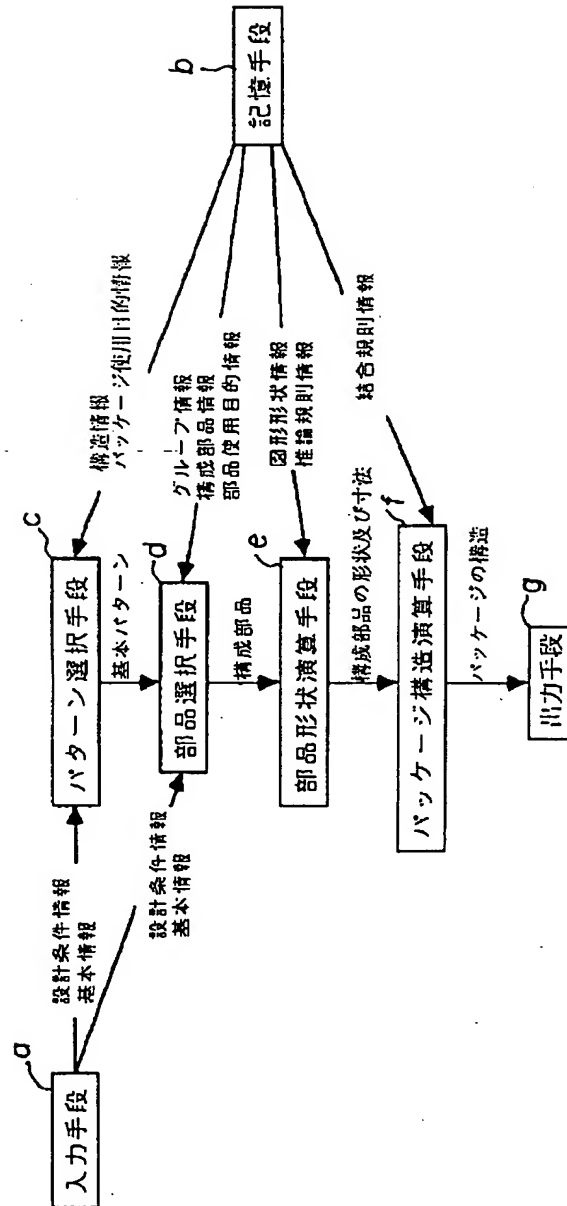 a
入力手段
設計条件情報
基本情報
設計条件情報
基本情報
c
パターン選択手段
基本パターン
d
部品選択手段
構成部品
e
部品形状演算手段
構成部品の形状及び寸法
f
パッケージ構造演算手段
パッケージの構造
g
出力手段
構造情報
パッケージ使用目的情報
グループ情報
構成部品情報
部品使用目的情報
図形形状情報
推論規則情報
結合規則情報
b
記憶手段